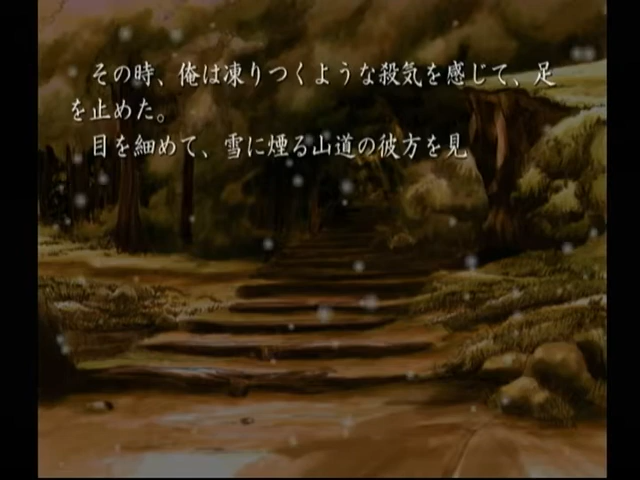 その時、俺は凍りつくような殺気を感じて、足
を止めた。
目を細めて、雪に煙る山道の彼方を見